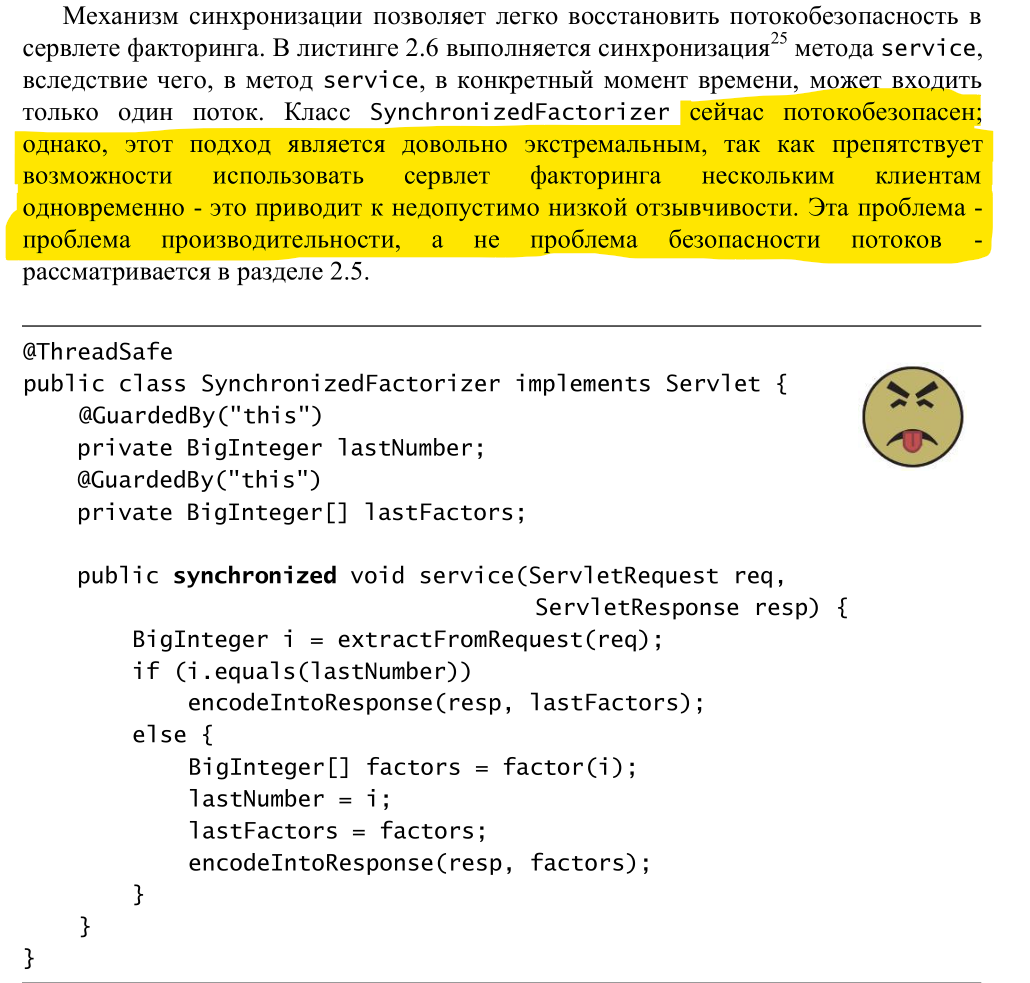 Механизм синхронизации позволяет легко восстановить потокобезопасность в
сервлете факторинга. В листинге 2.6 выполняется синхронизация25 метода service,
вследствие чего, в метод service, в конкретный момент времени, может входить
только один поток. Класс SynchronizedFactorizer сейчас потокобезопасен;
однако, этот подход является довольно экстремальным, так как препятствует
возможности использовать сервлет факторинга нескольким клиентам
одновременно - это приводит к недопустимо низкой отзывчивости. Эта проблема -
проблема производительности, а не проблема безопасности потоков -
рассматривается в разделе 2.5.
@ThreadSafe
public class SynchronizedFactorizer implements Servlet {
    @GuardedBy("this")
    private BigInteger lastNumber;
    @GuardedBy("this")
    private BigInteger[] lastFactors;
    public synchronized void service(ServletRequest req,
                                     ServletResponse resp) {
        BigInteger i = extractFromRequest(req);
        if (i.equals(lastNumber))
            encodeIntoResponse(resp, lastFactors);
        else {
            BigInteger[] factors = factor(i);
            lastNumber = i;
            lastFactors = factors;
            encodeIntoResponse(resp, factors);
        }
    }
}